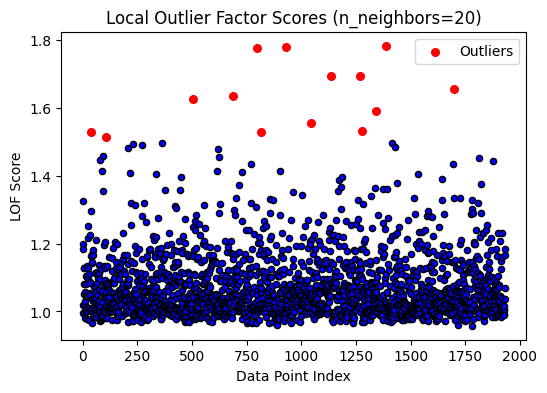 Local Outlier Factor Scores (n_neighbors=20)
Outliers
LOF Score
1.8
1.6
1.4
1.2
1.0
0 250 500 750 1000 1250 1500 1750 2000
Data Point Index